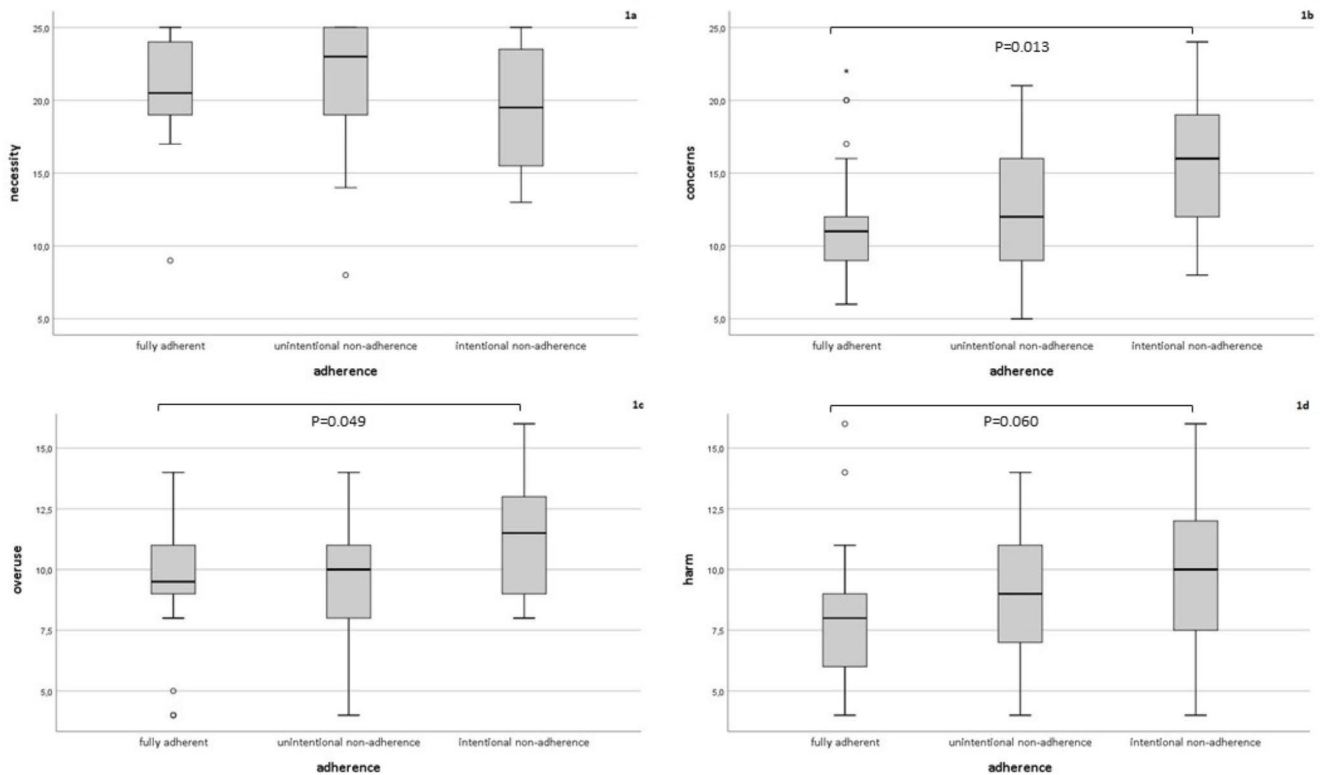 1a
25,0
20,0
15,0
10,0
5,0
necessity
fully adherent
unintentional non-adherence
intentional non-adherence
adherence
1b
P=0.013
25,0
20,0
15,0
10,0
5,0
concerns
fully adherent
unintentional non-adherence
intentional non-adherence
adherence
1c
P=0.049
15,0
12,5
10,0
7,5
5,0
overuse
fully adherent
unintentional non-adherence
intentional non-adherence
adherence
1d
P=0.060
15,0
12,5
10,0
7,5
5,0
harm
fully adherent
unintentional non-adherence
intentional non-adherence
adherence